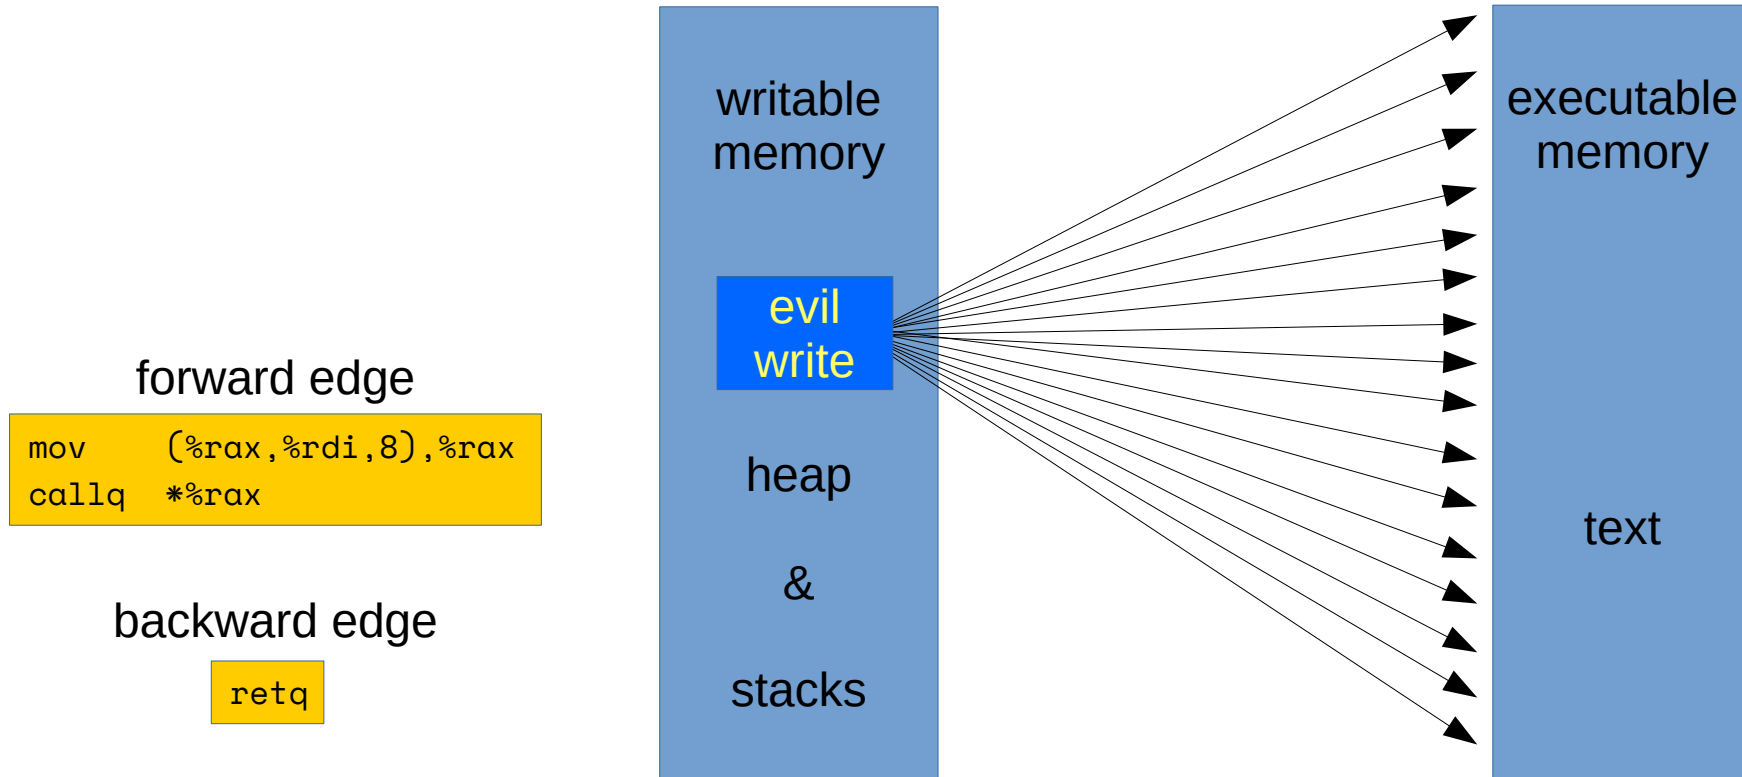 forward edge
mov (%rax,%rdi,8),%rax
callq *%rax
backward edge
retq
writable
memory
evil
write
heap
&
stacks
executable
memory
text